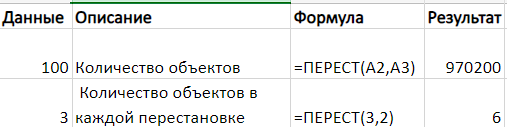 Данные Описание Формула Результат
100 Количество объектов =ПЕРЕСТ(A2,A3) 970200
Количество объектов в
3 каждой перестановке =ПЕРЕСТ(3,2) 6